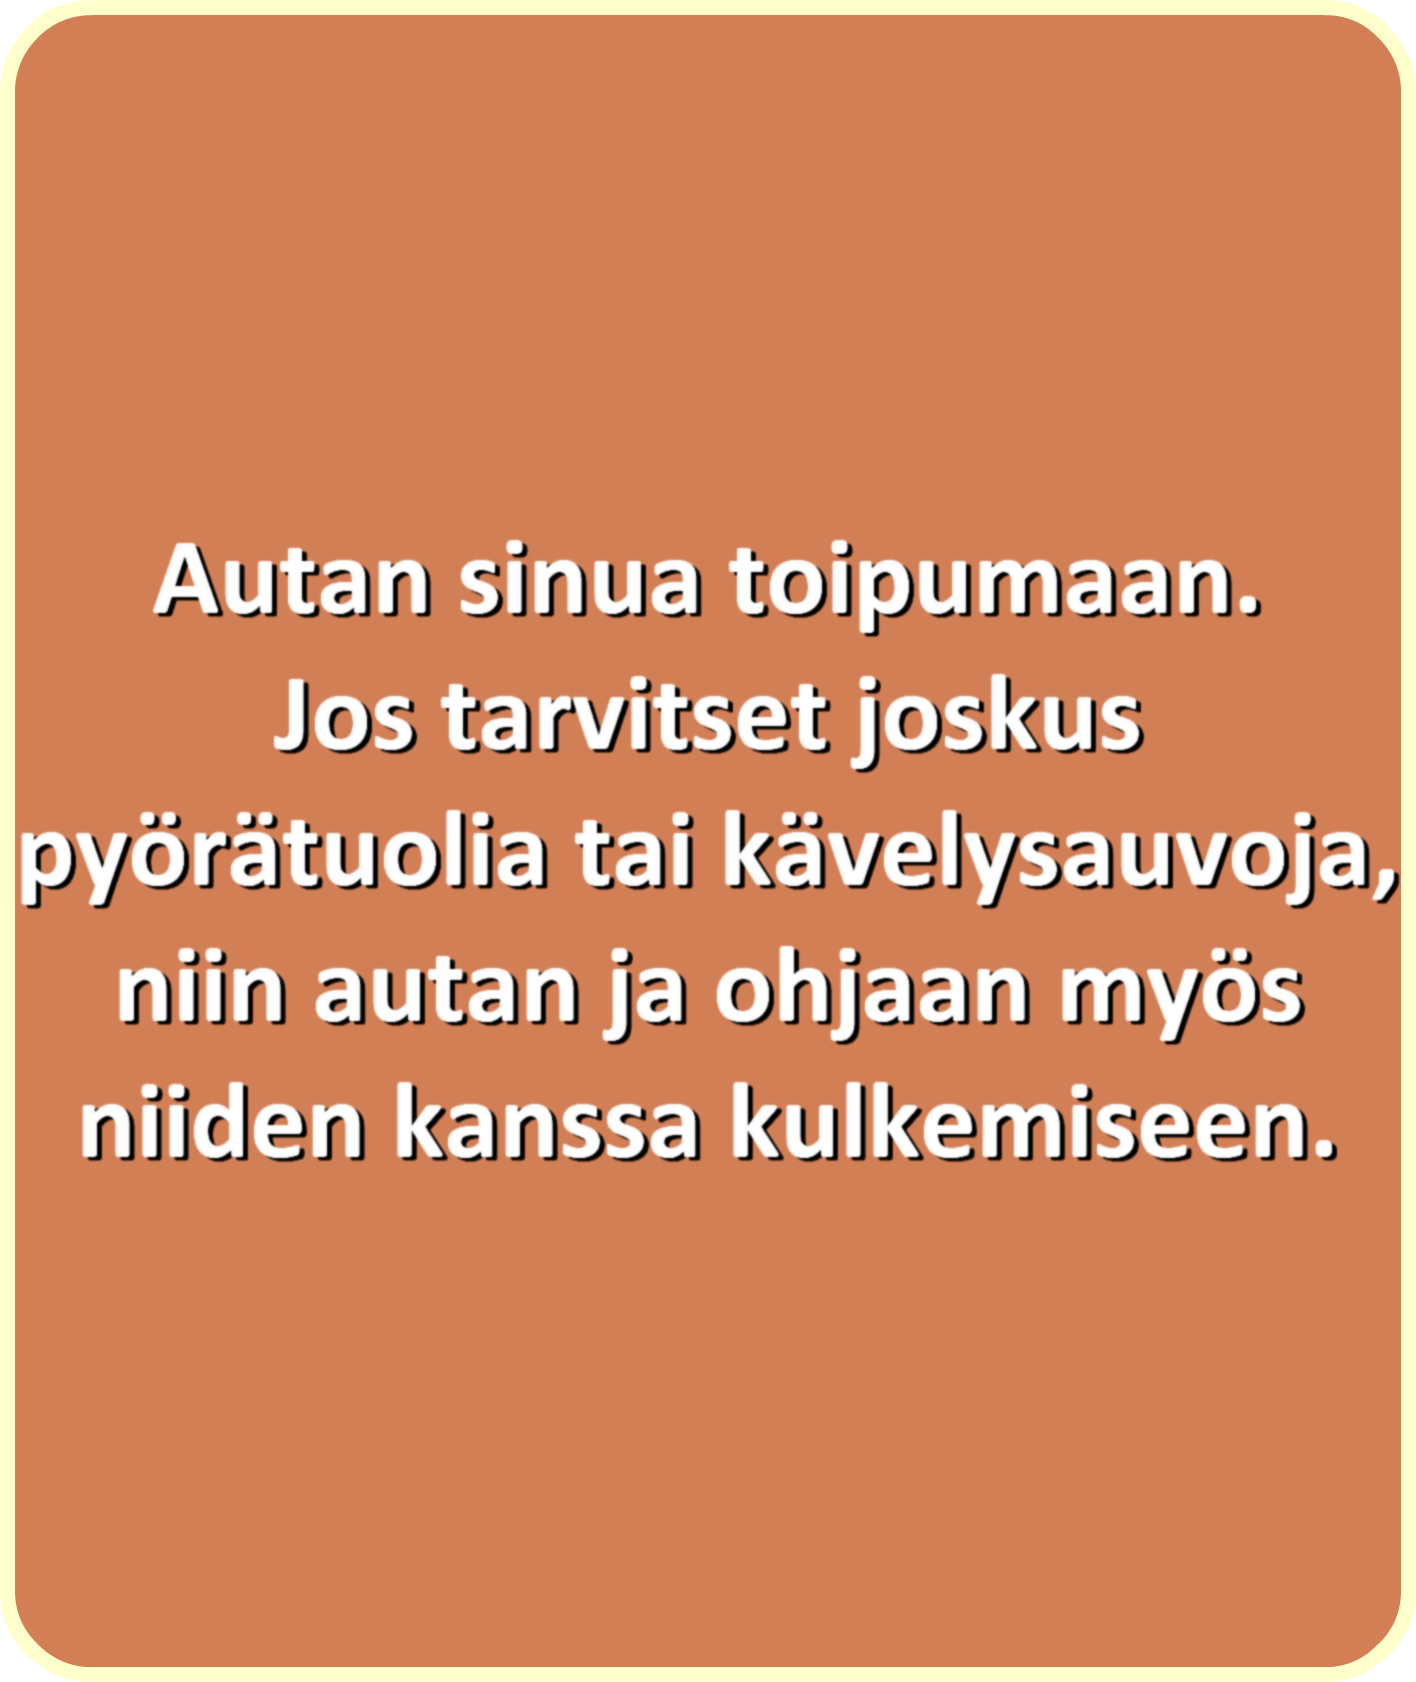 Autan sinua toipumaan.
Jos tarvitset joskus
pyörätuolia tai kävelysauvoja,
niin autan ja ohjaan myös
niiden kanssa kulkemiseen.